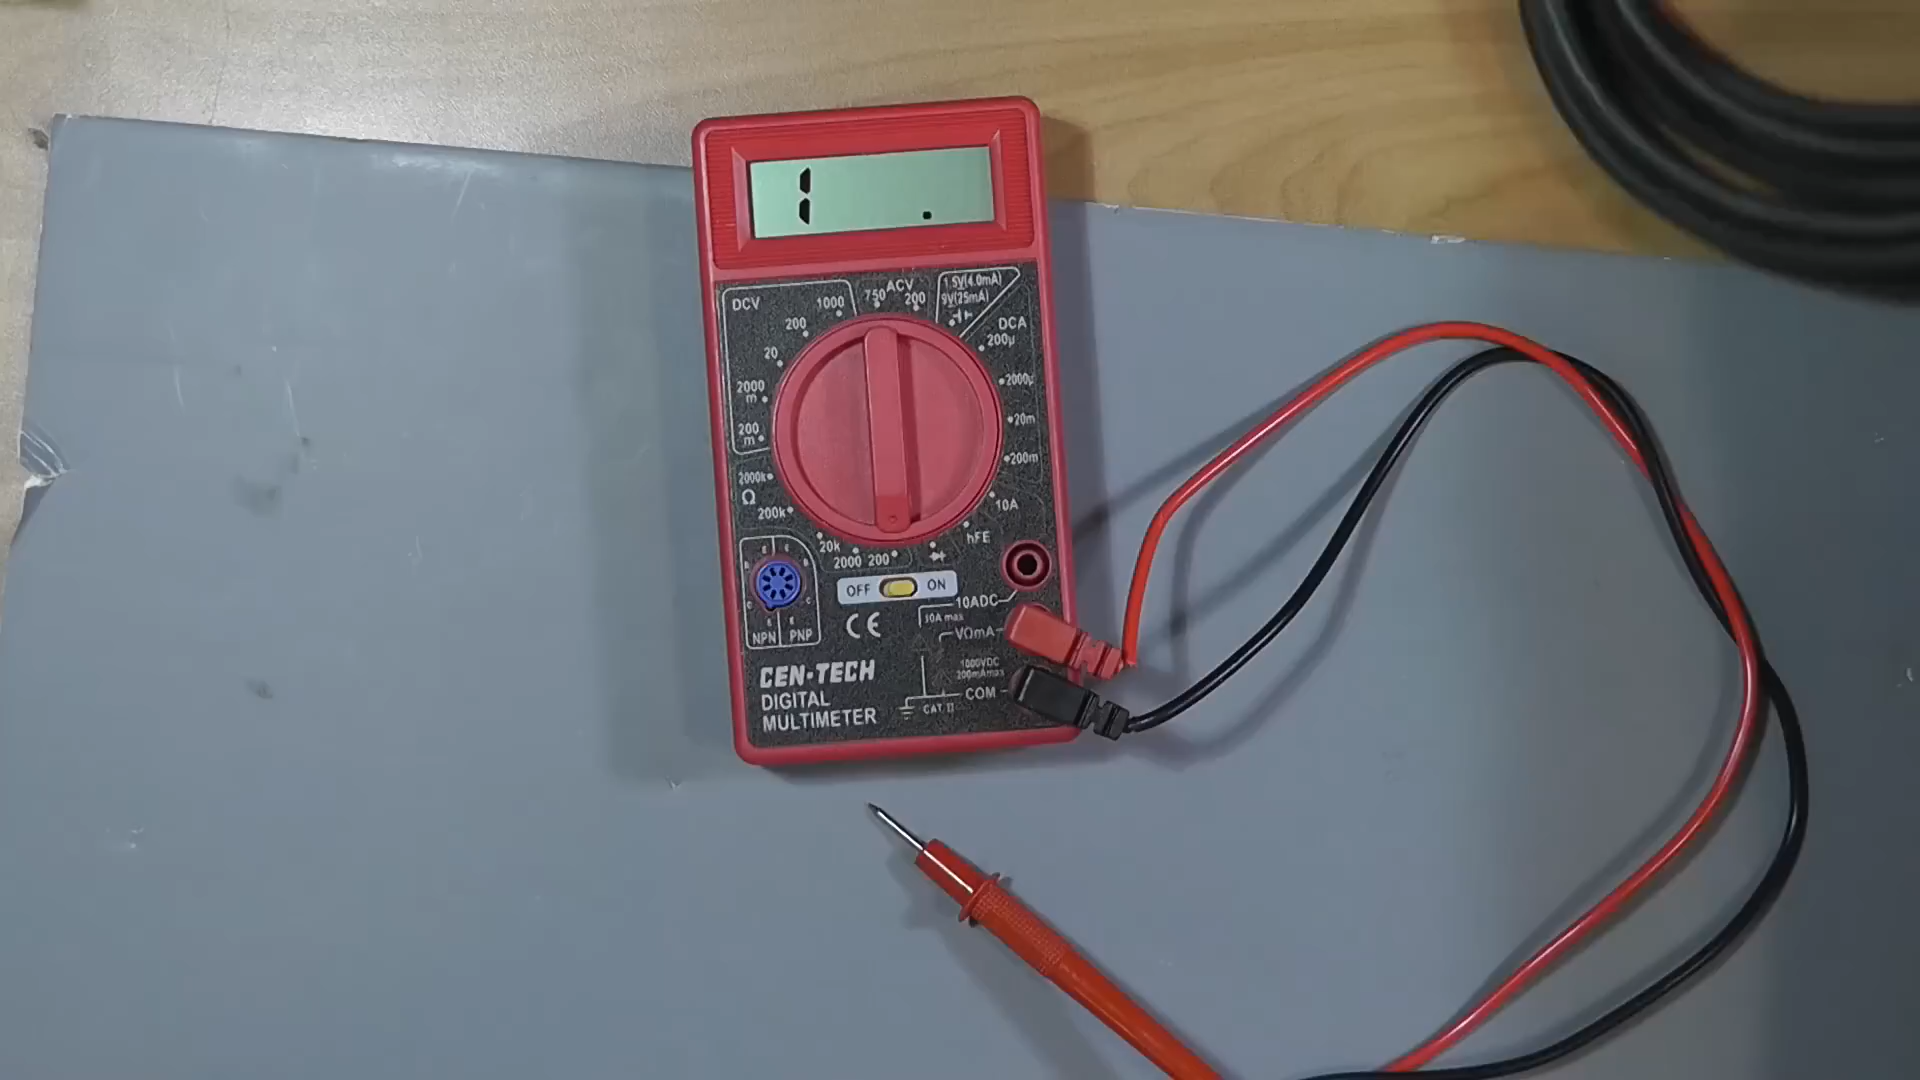 1 .
DCV
1000
750
ACV
200
1.5V(4.0mA)
9V(25mA)
DCA
200
200µ
20
2000
m
2000µ
20m
200
m
200m
2000k
Ω
200k
10A
hFE
20k
2000
200
OFF
ON
10ADC
10A max
VΩmA
1000VDC
200mAmax
COM
CAT II
E E
B B
C C
E E
NPN
PNP
CE
CEN-TECH
DIGITAL
MULTIMETER